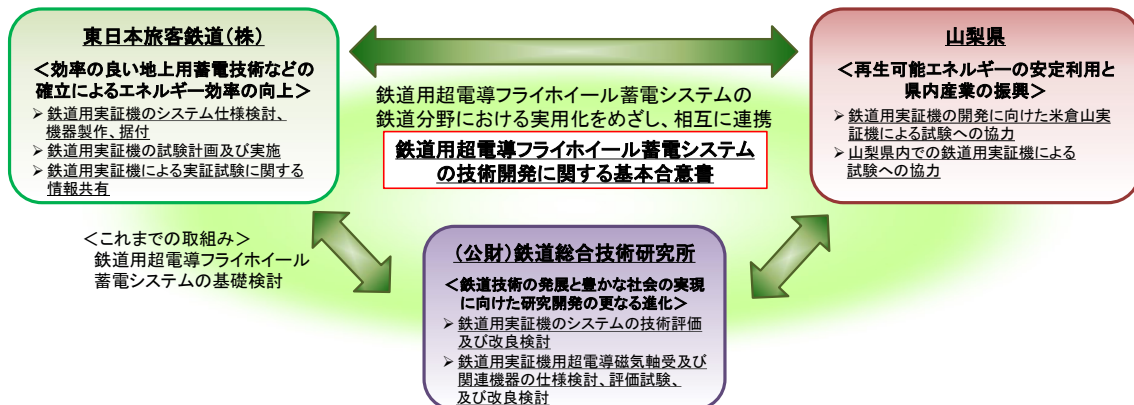 東日本旅客鉄道(株)
＜効率の良い地上用蓄電技術などの
確立によるエネルギー効率の向上＞
➢ 鉄道用実証機のシステム仕様検討、
機器製作、据付
➢ 鉄道用実証機の試験計画及び実施
➢ 鉄道用実証機による実証試験に関する
情報共有
山梨県
＜再生可能エネルギーの安定利用と
県内産業の振興＞
➢ 鉄道用実証機の開発に向けた米倉山実
証機による試験への協力
➢ 山梨県内での鉄道用実証機による
試験への協力
鉄道用超電導フライホイール蓄電システムの
鉄道分野における実用化をめざし、相互に連携
鉄道用超電導フライホイール蓄電システム
の技術開発に関する基本合意書
＜これまでの取組み＞
鉄道用超電導フライホイール
蓄電システムの基礎検討
(公財)鉄道総合技術研究所
＜鉄道技術の発展と豊かな社会の実現
に向けた研究開発の更なる進化＞
➢ 鉄道用実証機のシステムの技術評価
及び改良検討
➢ 鉄道用実証機用超電導磁気軸受及び
関連機器の仕様検討、評価試験、
及び改良検討